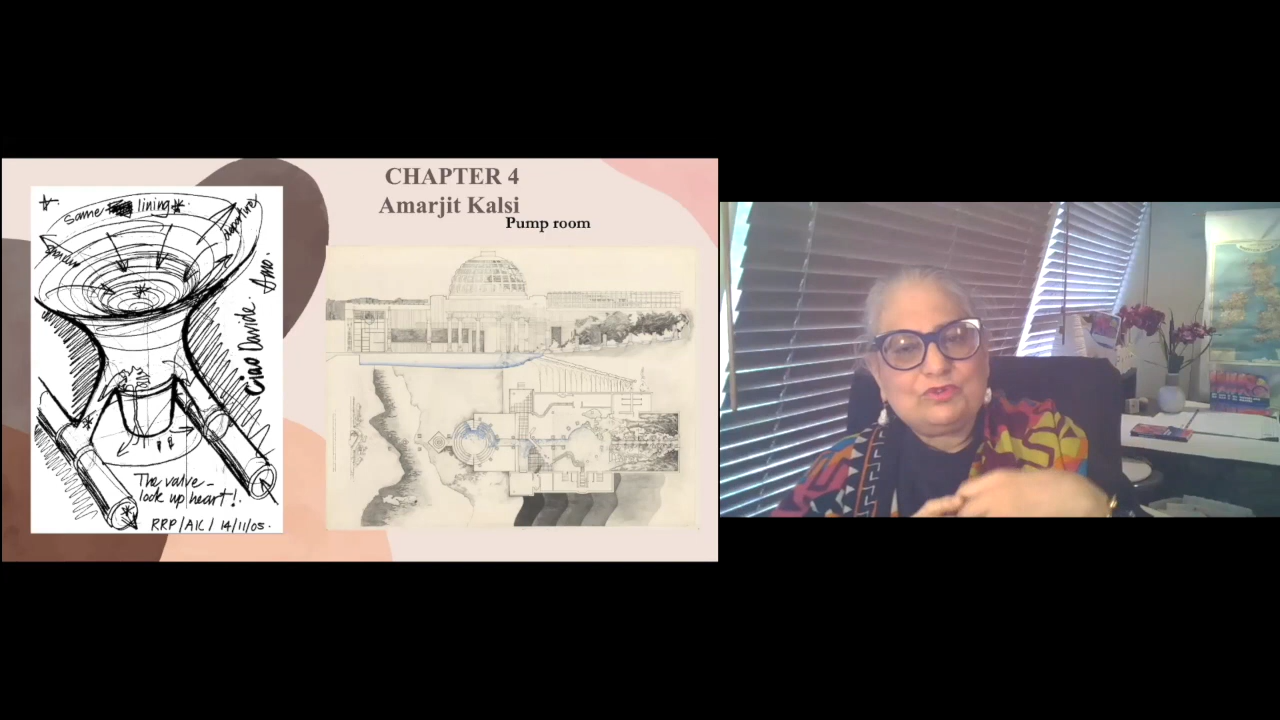 CHAPTER 4
Amarjit Kalsi
Pump room
Same lining
Ciao Davide.
The valve -
look up heart!
RRP/AK/ 14/11/05.